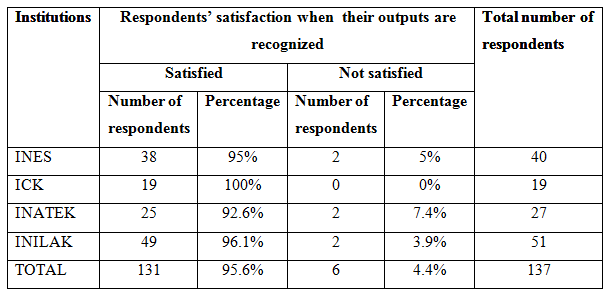 Institutions Respondents’ satisfaction when their outputs are Total number of
recognized respondents
Satisfied Not satisfied
Number of Percentage Number of Percentage
respondents respondents
INES 38 95% 2 5% 40
ICK 19 100% 0 0% 19
INATEK 25 92.6% 2 7.4% 27
INILAK 49 96.1% 2 3.9% 51
TOTAL 131 95.6% 6 4.4% 137